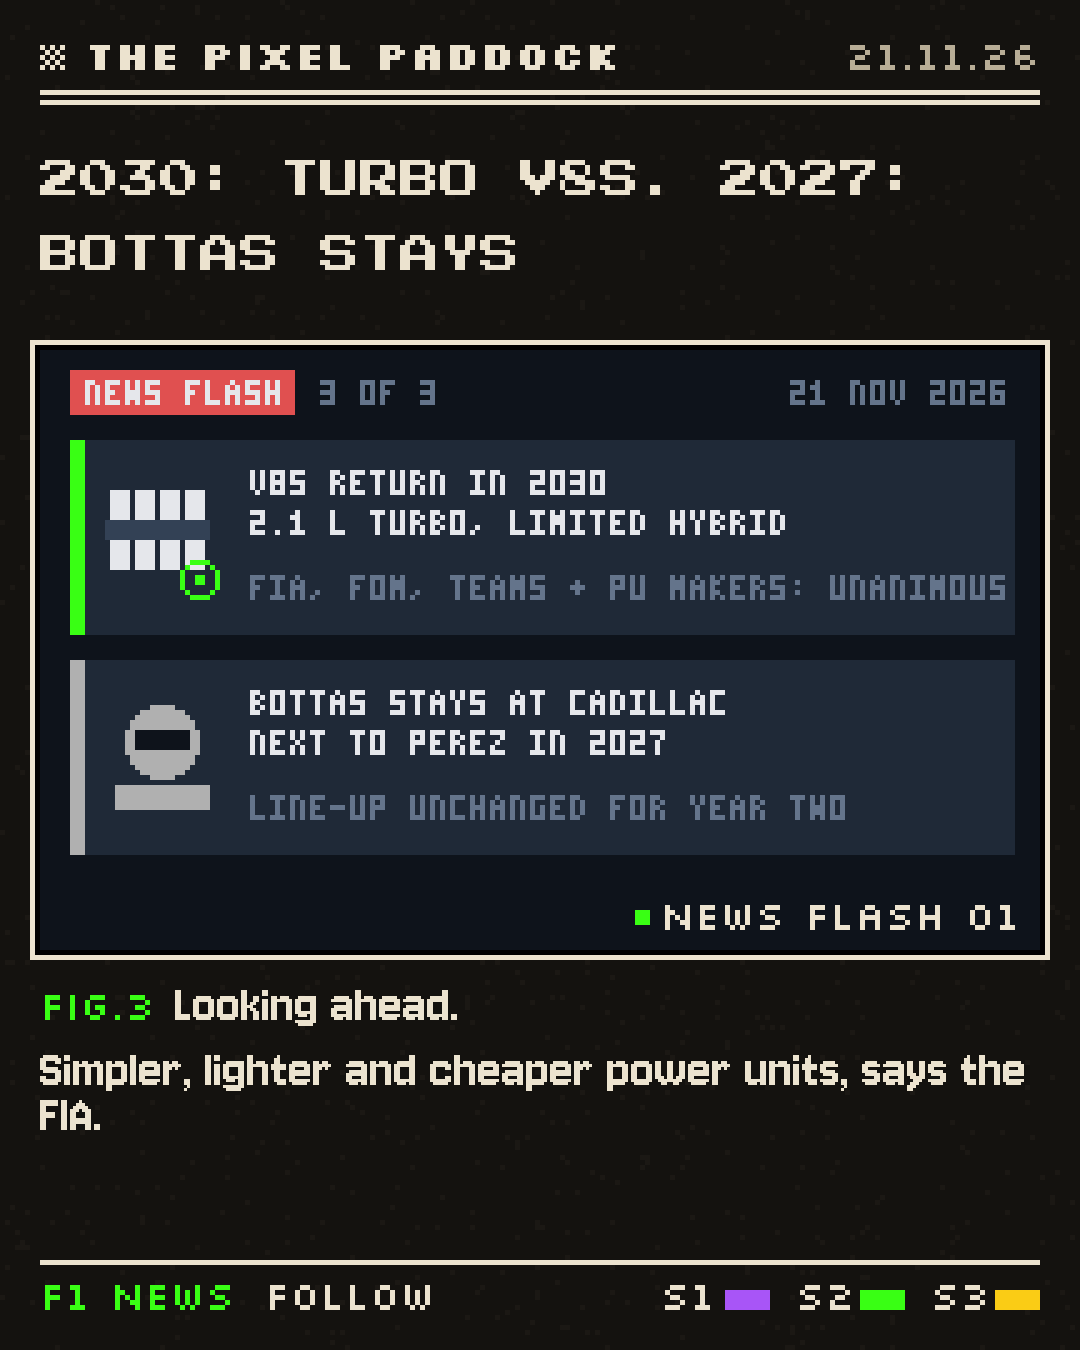 THE PIXEL PADDOCK 21.11.26
2030: TURBO V8S. 2027:
BOTTAS STAYS
NEWS FLASH 3 OF 3 21 NOV 2026
V8S RETURN IN 2030
2.1 L TURBO, LIMITED HYBRID
FIA, FOM, TEAMS + PU MAKERS: UNANIMOUS
BOTTAS STAYS AT CADILLAC
NEXT TO PEREZ IN 2027
LINE-UP UNCHANGED FOR YEAR TWO
NEWS FLASH 01
FIG.3 Looking ahead.
Simpler, lighter and cheaper power units, says the
FIA.
F1 NEWS FOLLOW S1 S2 S3